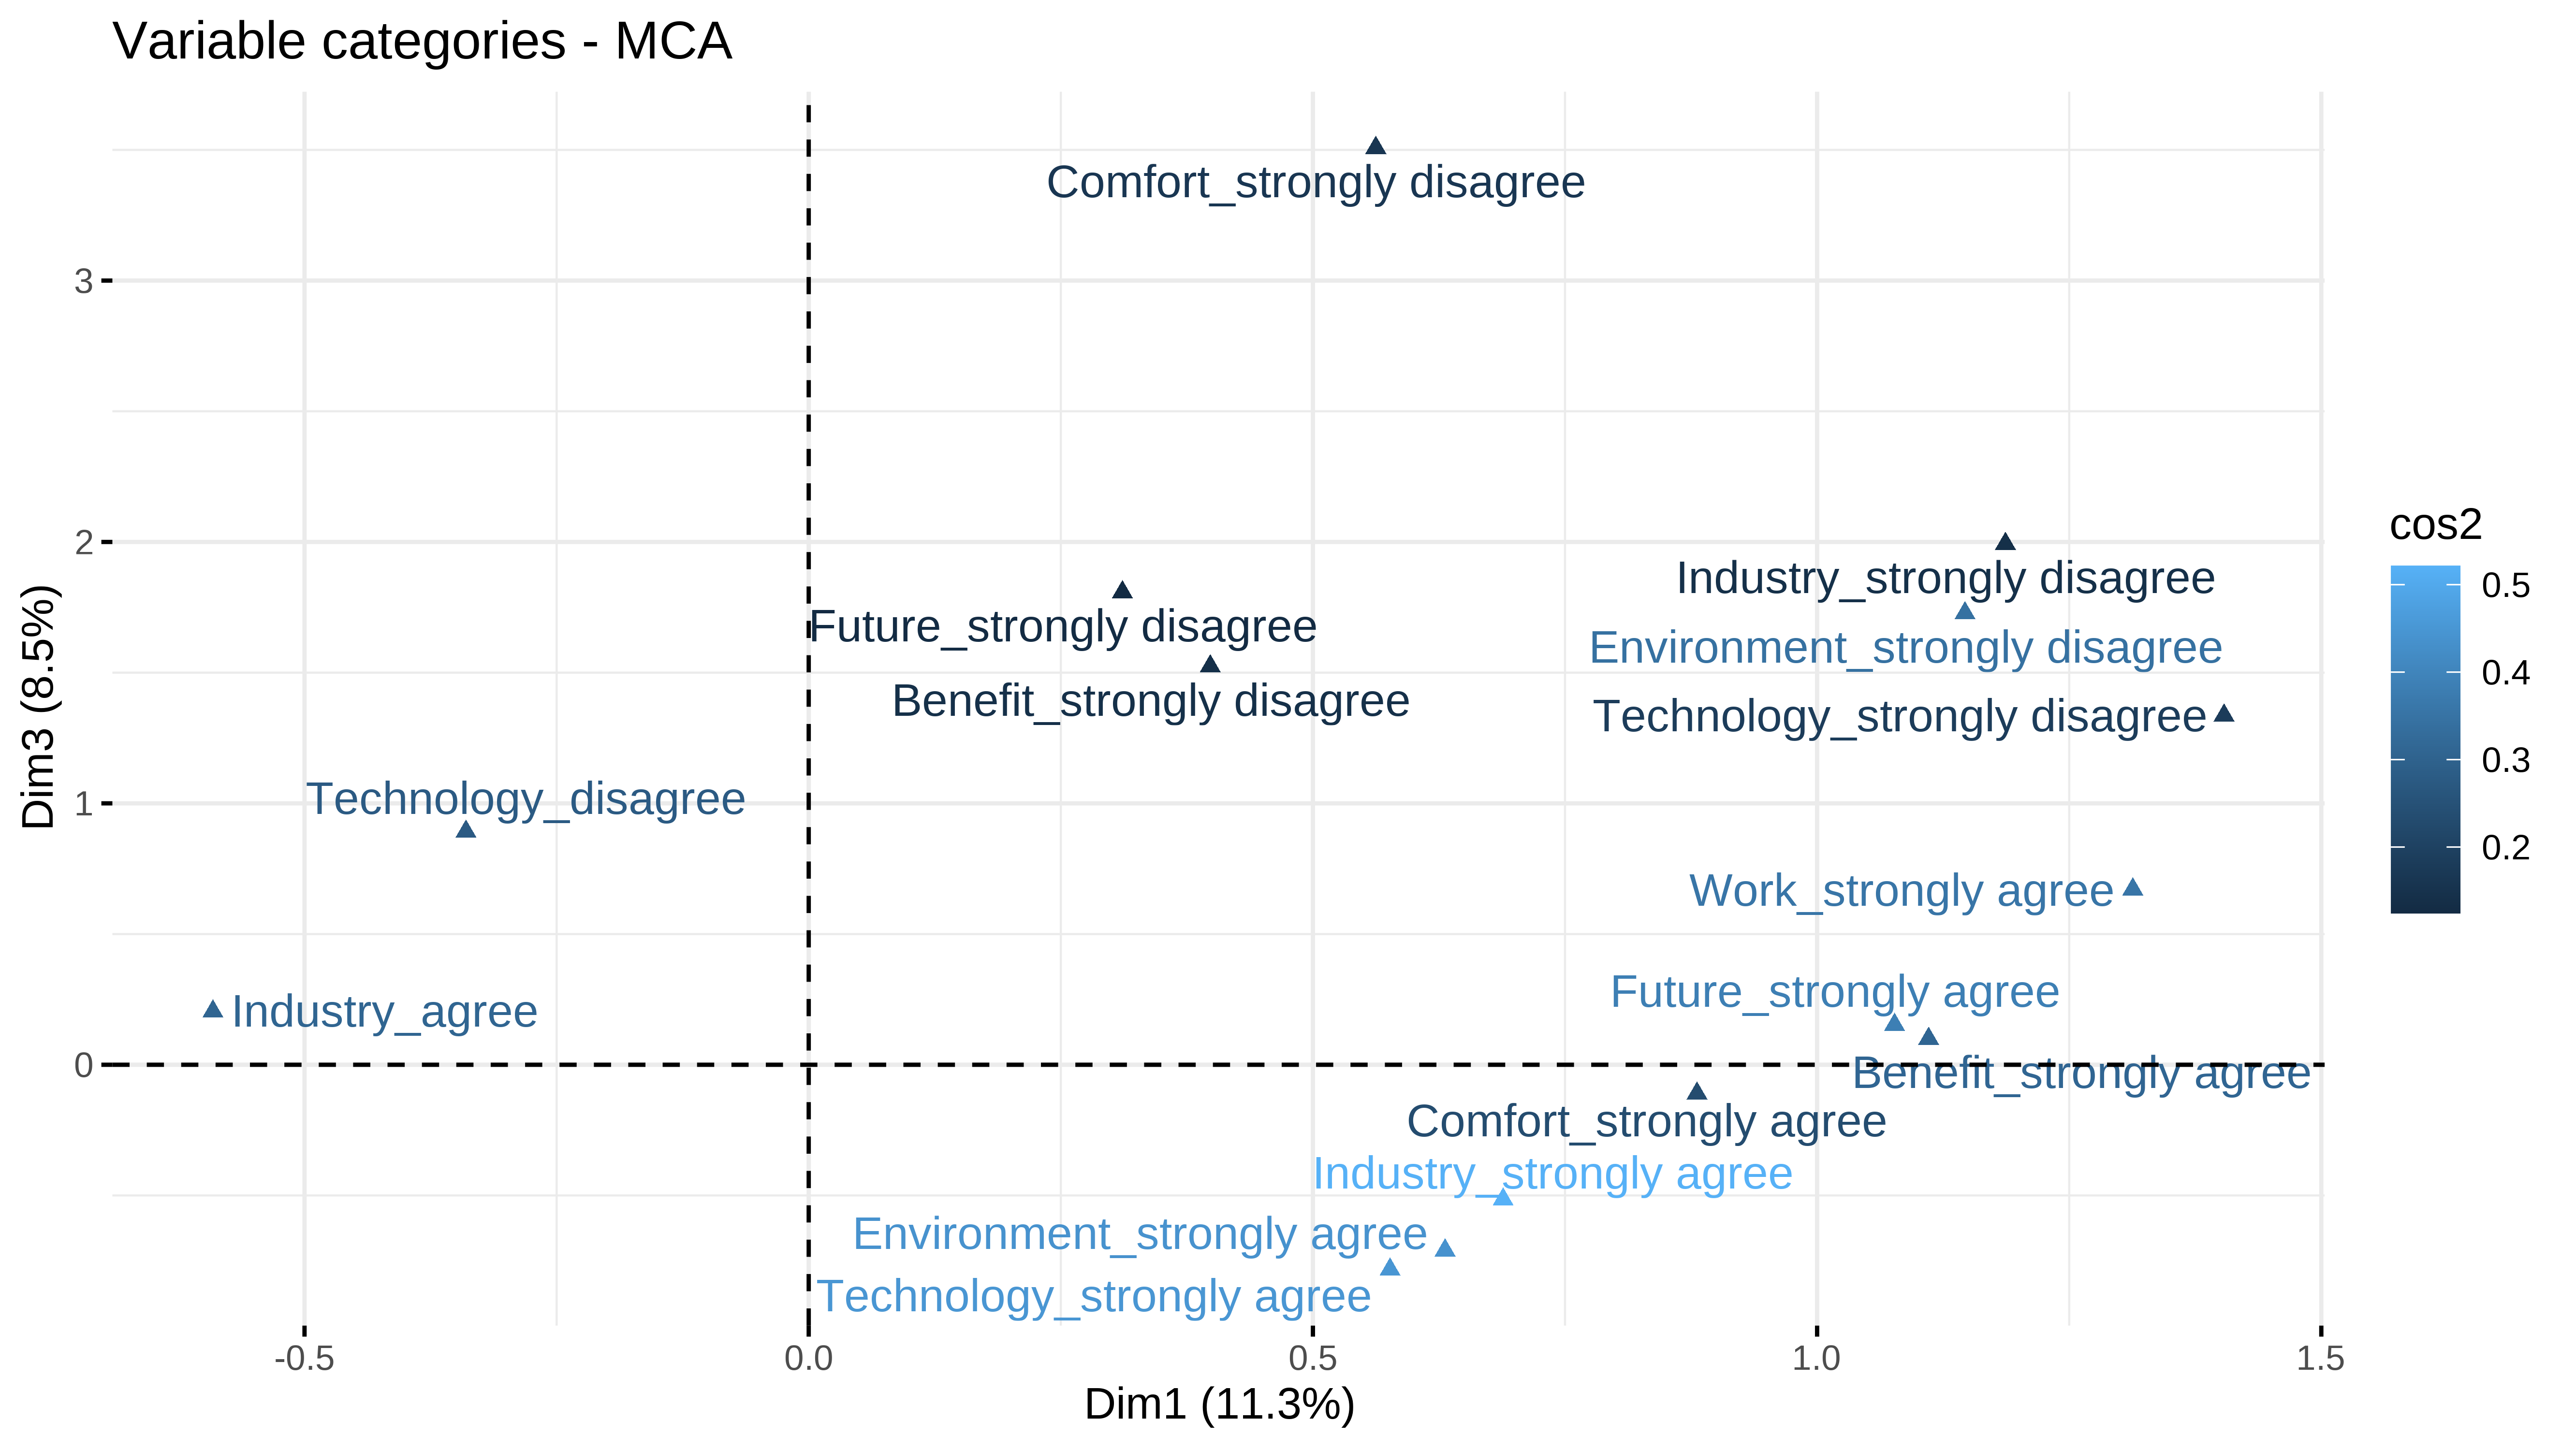 Variable categories - MCA
Comfort_strongly disagree
3
cos2
2
Industry_strongly disagree
0.5
Future_strongly disagree
Environment_strongly disagree
0.4
Benefit_strongly disagree
Technology_strongly disagree
Dim3 (8.5%)
0.3
Technology_disagree
1
0.2
Work_strongly agree
Future_strongly agree
Industry_agree
0
Benefit_strongly agree
Comfort_strongly agree
Industry_strongly agree
Environment_strongly agree
Technology_strongly agree
-0.5
0.0
0.5
1.0
1.5
Dim1 (11.3%)